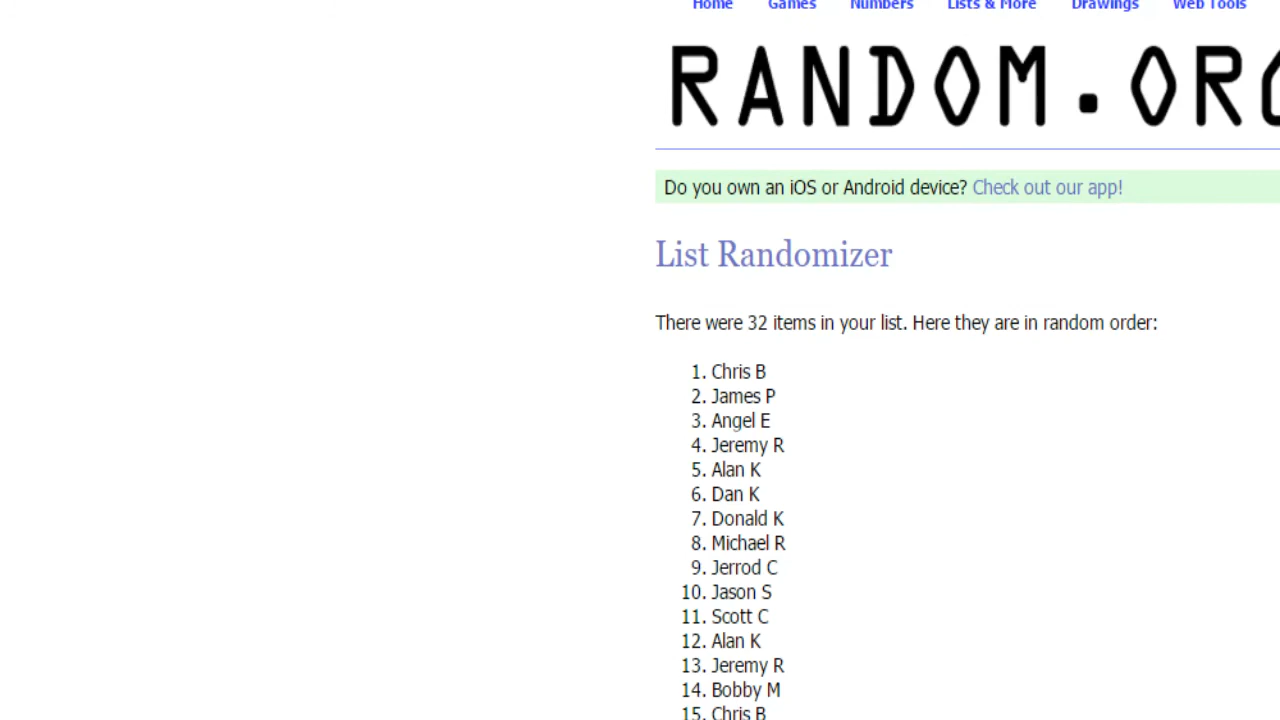 Home Games Numbers Lists & More Drawings Web Tools
RANDOM.ORG
Do you own an iOS or Android device? Check out our app!
List Randomizer
There were 32 items in your list. Here they are in random order:
1. Chris B
2. James P
3. Angel E
4. Jeremy R
5. Alan K
6. Dan K
7. Donald K
8. Michael R
9. Jerrod C
10. Jason S
11. Scott C
12. Alan K
13. Jeremy R
14. Bobby M
15. Chris B